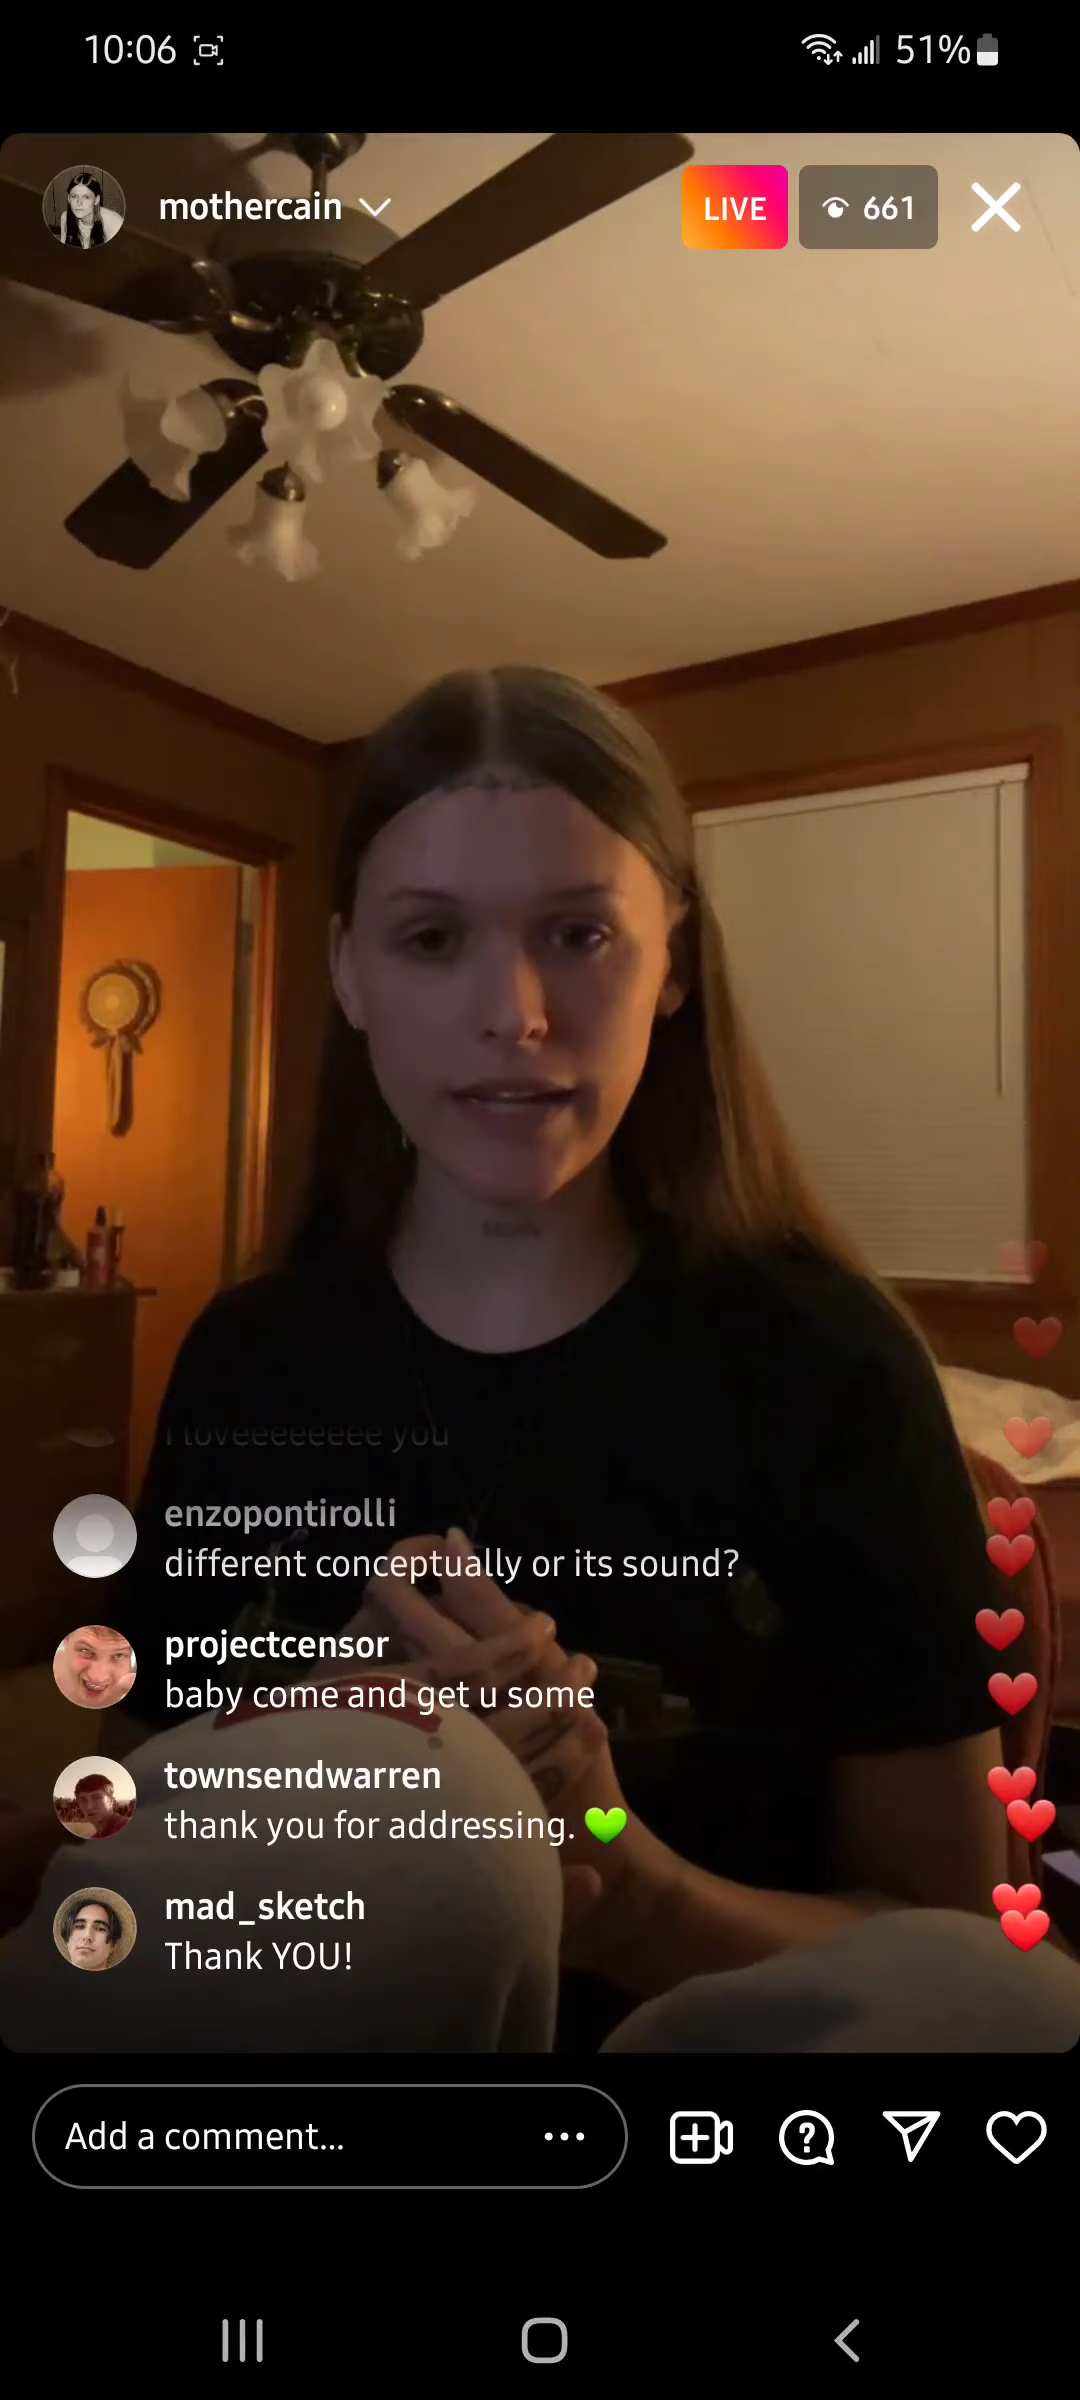 10:06
51%
mothercain
LIVE
661
I loveeeeeeee you
enzopontirolli
different conceptually or its sound?
projectcensor
baby come and get u some
townsendwarren
thank you for addressing. 💚
mad_sketch
Thank YOU!
Add a comment...